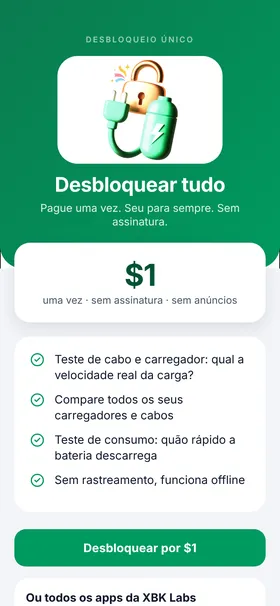 DESBLOQUEIO ÚNICO
Desbloquear tudo
Pague uma vez. Seu para sempre. Sem
assinatura.
$1
uma vez · sem assinatura · sem anúncios
Teste de cabo e carregador: qual a
velocidade real da carga?
Compare todos os seus
carregadores e cabos
Teste de consumo: quão rápido a
bateria descarrega
Sem rastreamento, funciona offline
Desbloquear por $1
Ou todos os apps da XBK Labs